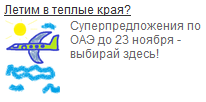 Летим в теплые края?
Суперпредложения по
ОАЭ до 23 ноября -
выбирай здесь!